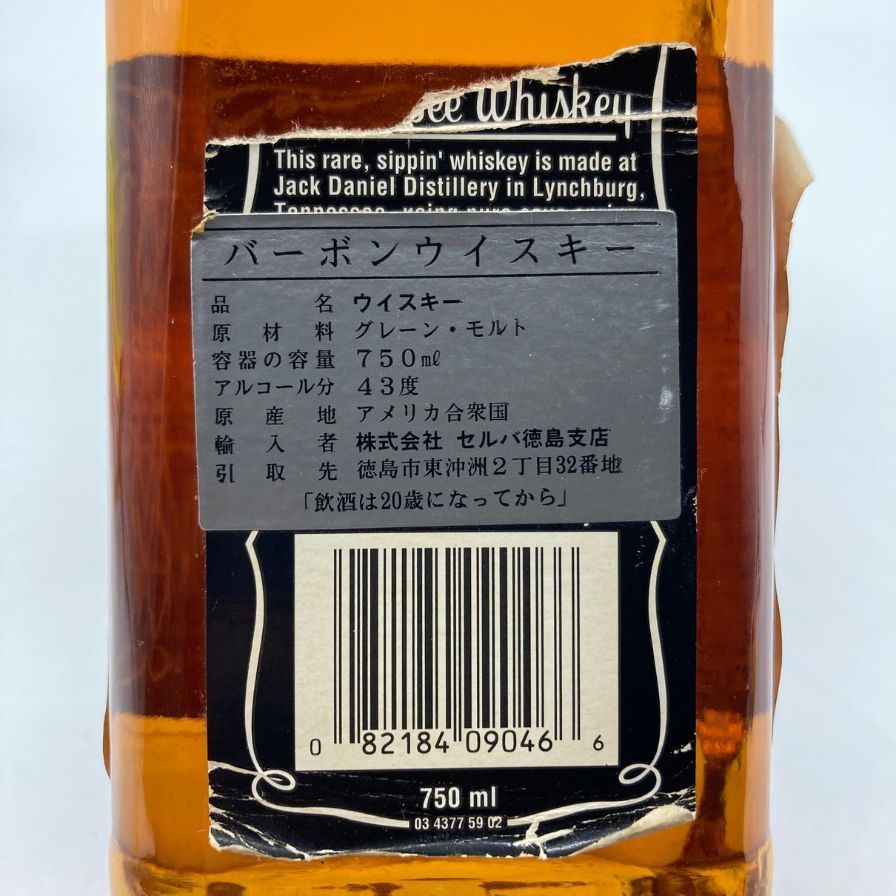 Whiskey
This rare, sippin' whiskey is made at
Jack Daniel Distillery in Lynchburg,
バーボンウイスキー
品名 ウイスキー
原材料 グレーン・モルト
容器の容量 750㎖
アルコール分 43度
原産地 アメリカ合衆国
輸入者 株式会社 セルバ徳島支店
引取先 徳島市東沖洲2丁目32番地
「飲酒は20歳になってから」
0 82184 09046 6
750 ml
03 4377 59 02